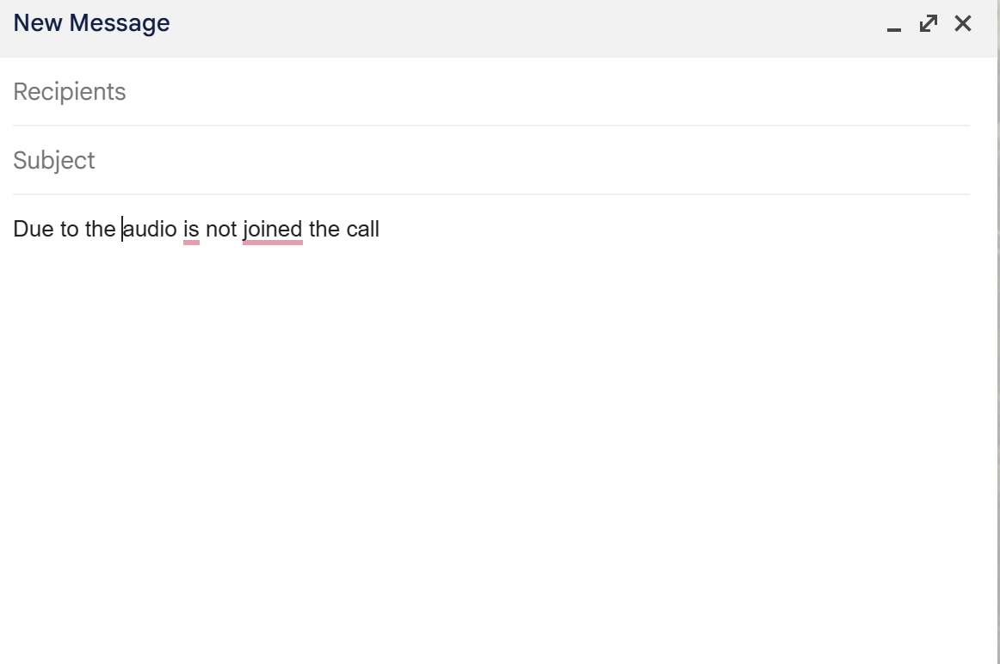 New Message
Recipients
Subject
Due to the audio is not joined the call